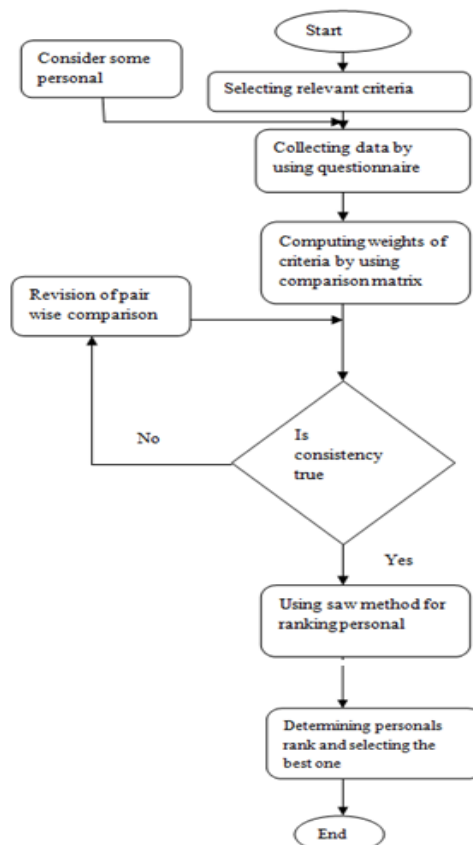 Start
Consider some
personal
Selecting relevant criteria
Collecting data by
using questionnaire
Computing weights of
criteria by using
comparison matrix
Revision of pair
wise comparison
No
Is
consistency
true
Yes
Using saw method for
ranking personal
Determining personals
rank and selecting the
best one
End